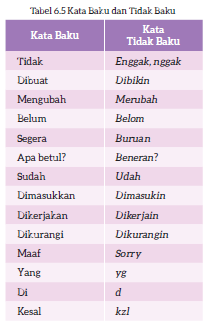 Tabel 6.5 Kata Baku dan Tidak Baku
Kata Baku Kata Tidak Baku
Tidak Enggak, nggak
Dibuat Dibikin
Mengubah Merubah
Belum Belom
Segera Buruan
Apa betul? Beneran?
Sudah Udah
Dimasukkan Dimasukin
Dikerjakan Dikerjain
Dikurangi Dikurangin
Maaf Sorry
Yang yg
Di d
Kesal kzl